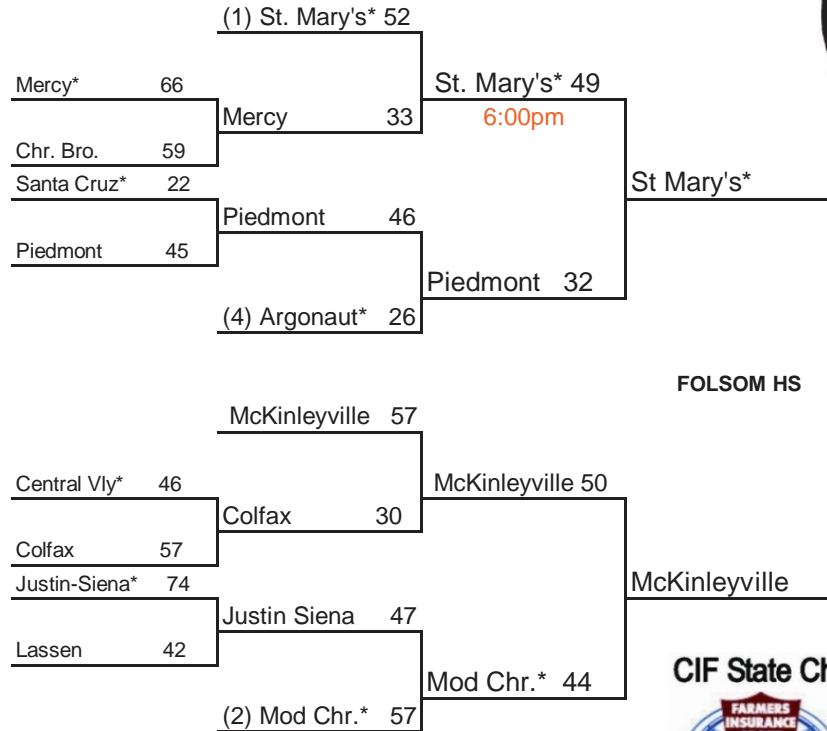 (1) St. Mary's* 52
Mercy* 66
St. Mary's* 49
Mercy 33
6:00pm
Chr. Bro. 59
Santa Cruz* 22
St Mary's*
Piedmont 46
Piedmont 45
Piedmont 32
(4) Argonaut* 26
FOLSOM HS
McKinleyville 57
Central Vly* 46
McKinleyville 50
Colfax 30
Colfax 57
Justin-Siena* 74
McKinleyville
Justin Siena 47
Lassen 42
Mod Chr.* 44
CIF State Ch
(2) Mod Chr.* 57
FARMERS
INSURANCE